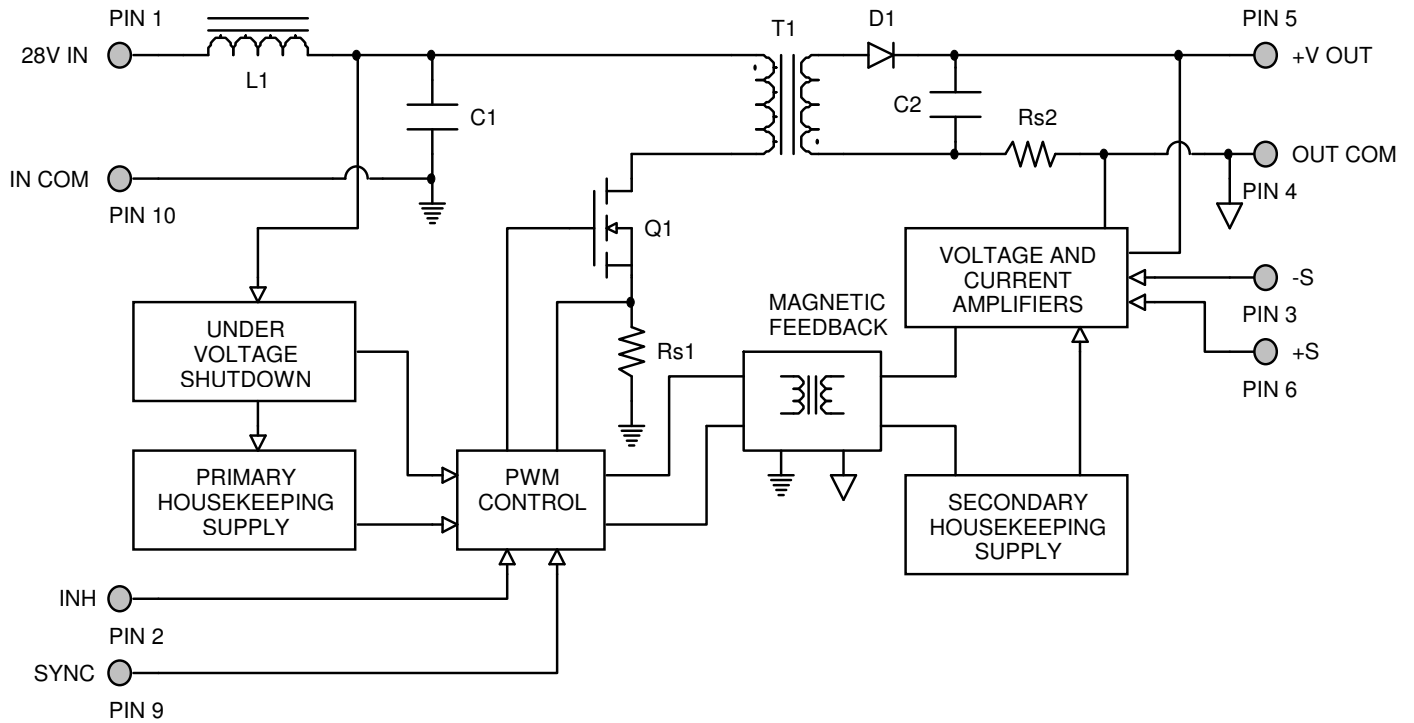 PIN 1
28V IN
L1
C1
IN COM
PIN 10
T1
D1
C2
Rs2
PIN 5
+V OUT
OUT COM
PIN 4
Q1
Rs1
VOLTAGE AND
CURRENT
AMPLIFIERS
-S
PIN 3
+S
PIN 6
MAGNETIC
FEEDBACK
UNDER
VOLTAGE
SHUTDOWN
PRIMARY
HOUSEKEEPING
SUPPLY
PWM
CONTROL
SECONDARY
HOUSEKEEPING
SUPPLY
INH
PIN 2
SYNC
PIN 9